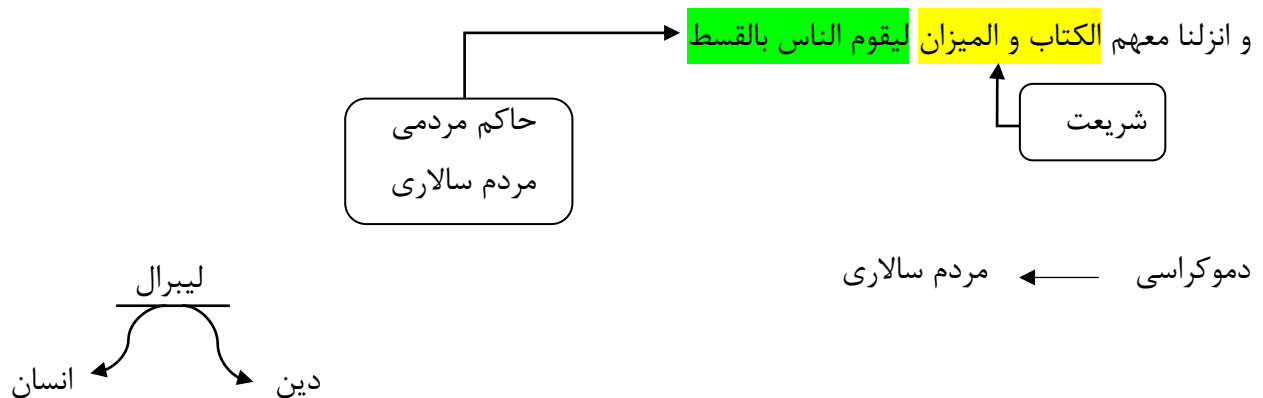 و انزلنا معهم الکتاب و المیزان لیقوم الناس بالقسط
شریعت
حاکم مردمی
مردم سالاری
دموکراسی مردم سالاری
لیبرال
دین انسان